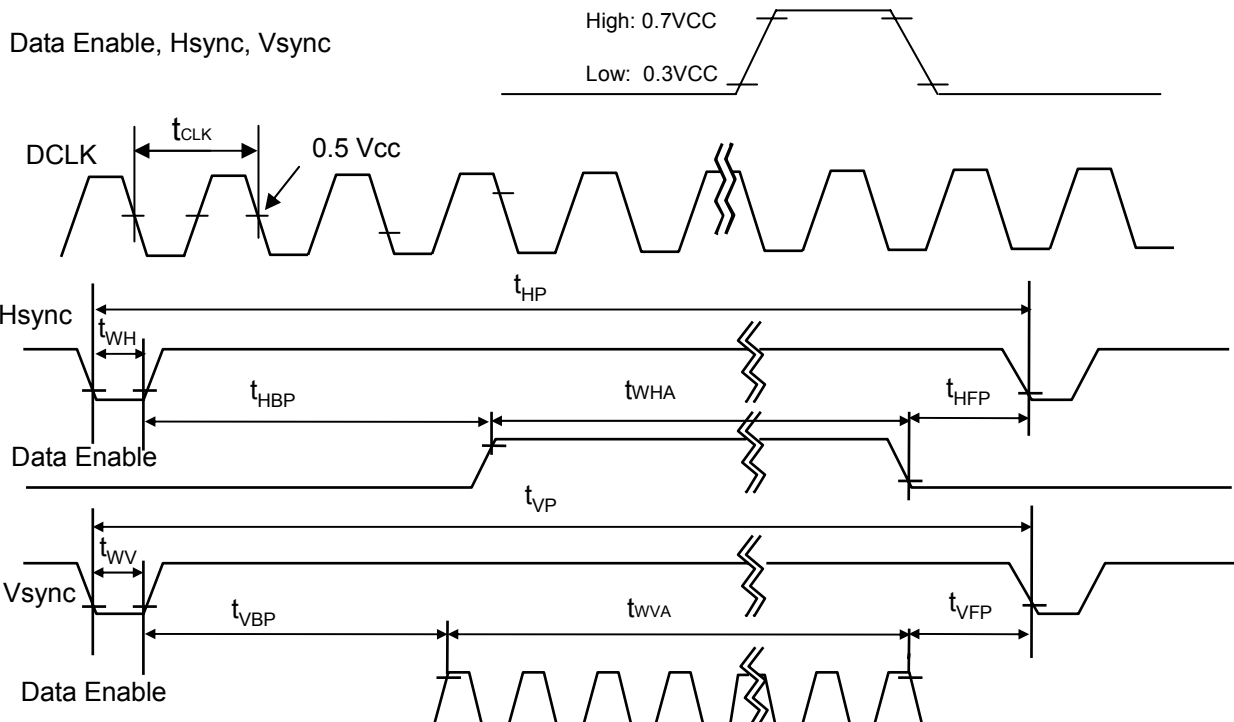 High: 0.7VCC
Data Enable, Hsync, Vsync
Low: 0.3VCC
tCLK
DCLK
0.5 Vcc
tHP
Hsync
tWH
tHBP
tWHA
tHFP
Data Enable
tVP
tWV
Vsync
tVBP
tWVA
tVFP
Data Enable